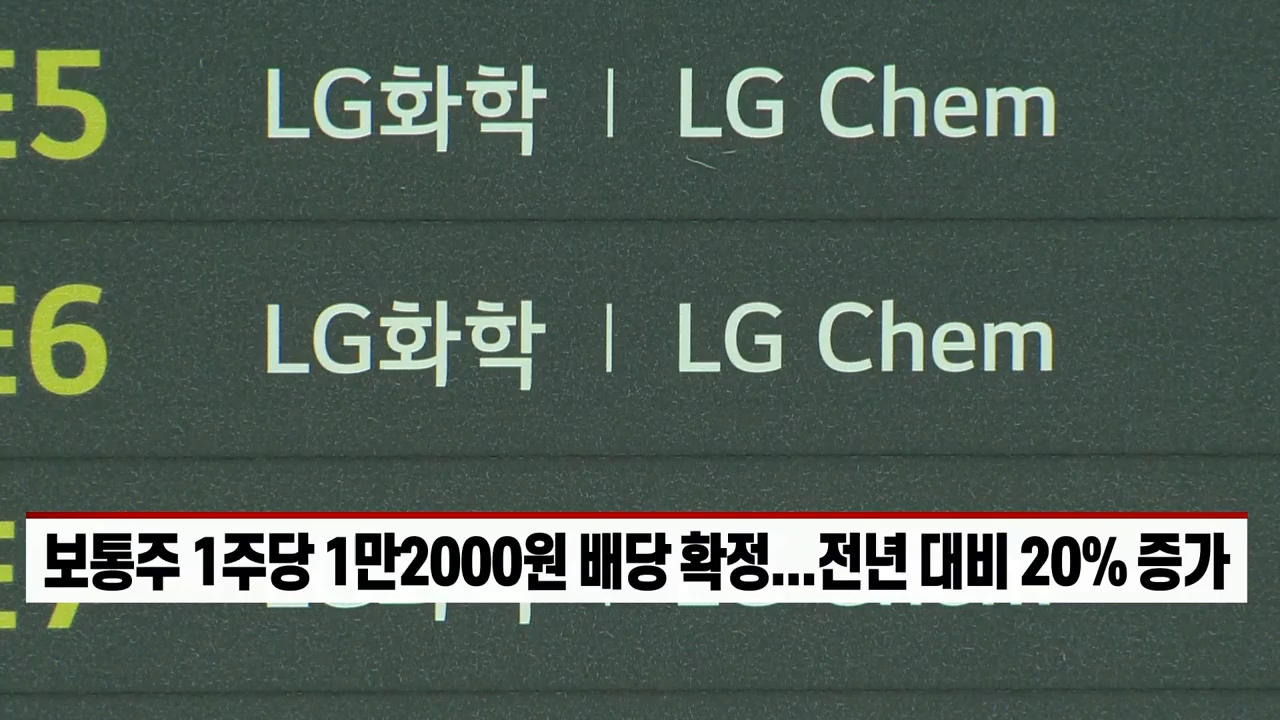 E5 LG화학 | LG Chem
E6 LG화학 | LG Chem
보통주 1주당 1만2000원 배당 확정...전년 대비 20% 증가